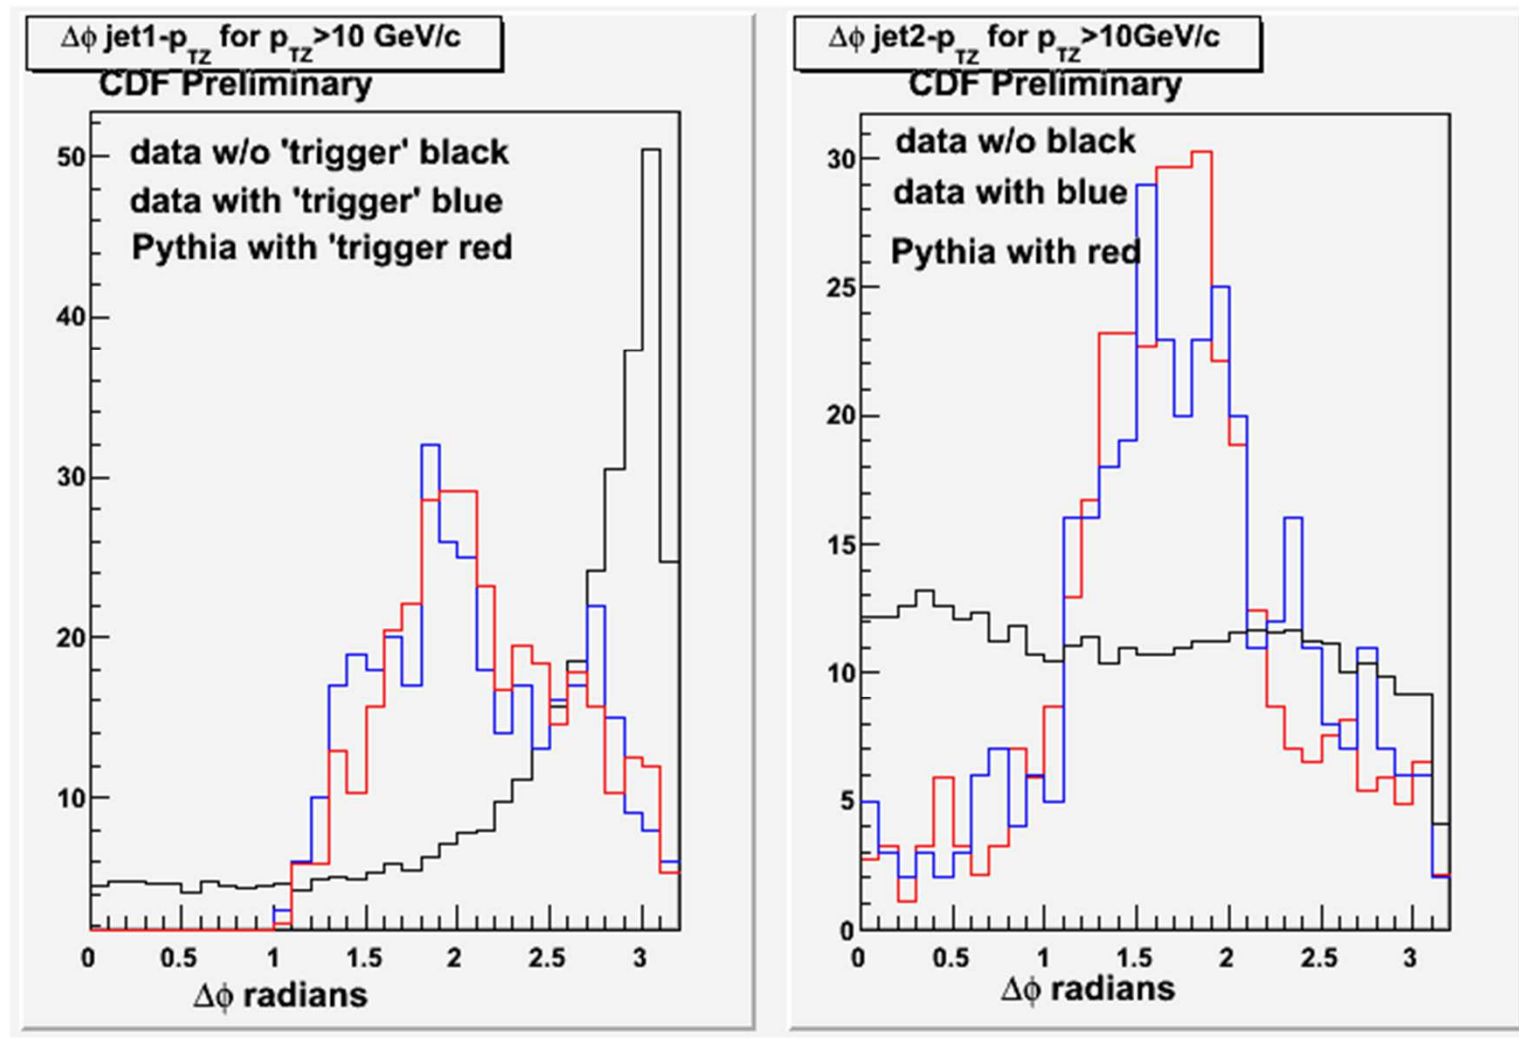 Δϕ jet1-pTZ for pTZ>10 GeV/c
CDF Preliminary
data w/o 'trigger' black
data with 'trigger' blue
Pythia with 'trigger red
50
40
30
20
10
0 0.5 1 1.5 2 2.5 3
Δϕ radians
Δϕ jet2-pTZ for pTZ>10GeV/c
CDF Preliminary
data w/o black
data with blue
Pythia with red
30
25
20
15
10
5
0
0 0.5 1 1.5 2 2.5 3
Δϕ radians